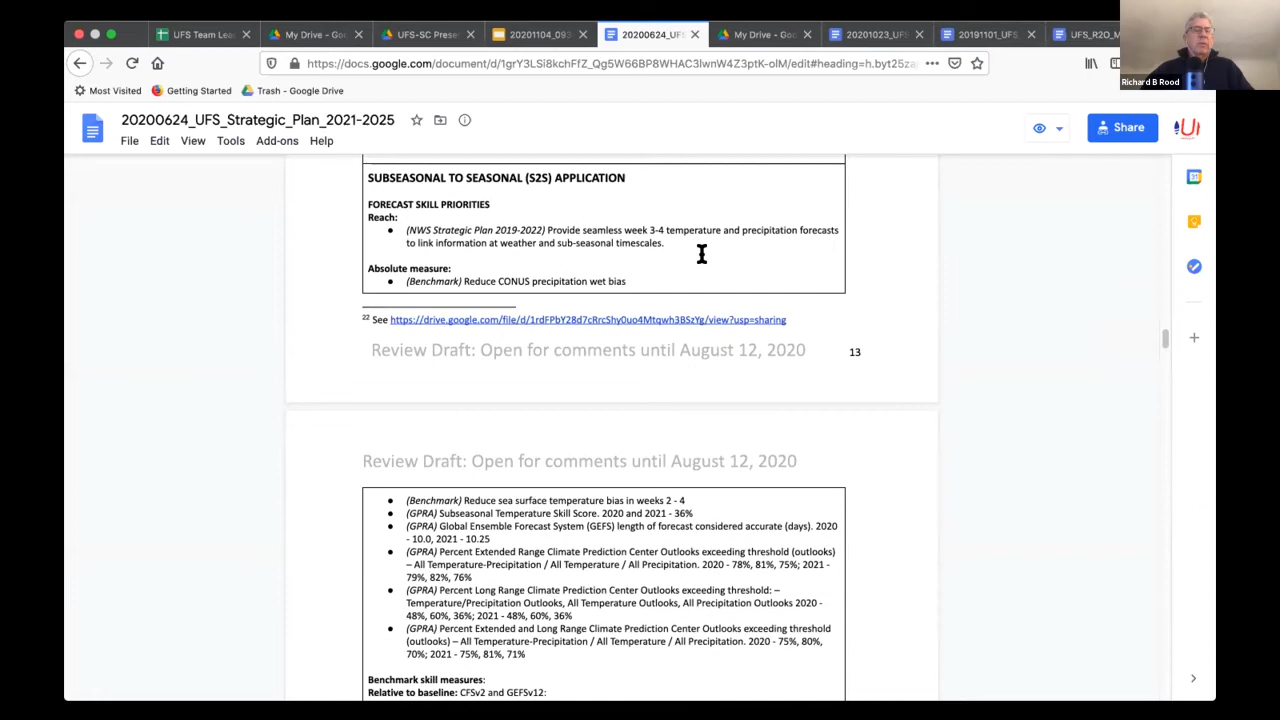 UFS Team Lea
My Drive - Go
UFS-SC Prese
20201104_093
20200624_UFS
My Drive - Go
20201023_UFS
20191101_UFS
UFS_R2O_M
https://docs.google.com/document/d/1grY3LSi8kchFfZ_Qg5W66BP8WHAC3lwnW4Z3ptK-olM/edit#heading=h.byt25za
Richard B Rood
Most Visited
Getting Started
Trash - Google Drive
20200624_UFS_Strategic_Plan_2021-2025
File Edit View Tools Add-ons Help
Share
31
SUBSEASONAL TO SEASONAL (S2S) APPLICATION
FORECAST SKILL PRIORITIES
Reach:
● (NWS Strategic Plan 2019-2022) Provide seamless week 3-4 temperature and precipitation forecasts
to link information at weather and sub-seasonal timescales.
Absolute measure:
● (Benchmark) Reduce CONUS precipitation wet bias
22 See https://drive.google.com/file/d/1rdFPbY28d7cRrcShy0uo4Mtqwh3BSzYg/view?usp=sharing
Review Draft: Open for comments until August 12, 2020 13
Review Draft: Open for comments until August 12, 2020
● (Benchmark) Reduce sea surface temperature bias in weeks 2 - 4
● (GPRA) Subseasonal Temperature Skill Score. 2020 and 2021 - 36%
● (GPRA) Global Ensemble Forecast System (GEFS) length of forecast considered accurate (days). 2020
- 10.0, 2021 - 10.25
● (GPRA) Percent Extended Range Climate Prediction Center Outlooks exceeding threshold (outlooks)
– All Temperature-Precipitation / All Temperature / All Precipitation. 2020 - 78%, 81%, 75%; 2021 -
79%, 82%, 76%
● (GPRA) Percent Long Range Climate Prediction Center Outlooks exceeding threshold: –
Temperature/Precipitation Outlooks, All Temperature Outlooks, All Precipitation Outlooks 2020 -
48%, 60%, 36%; 2021 - 48%, 60%, 36%
● (GPRA) Percent Extended and Long Range Climate Prediction Center Outlooks exceeding threshold
(outlooks) – All Temperature-Precipitation / All Temperature / All Precipitation. 2020 - 75%, 80%,
70%; 2021 - 75%, 81%, 71%
Benchmark skill measures:
Relative to baseline: CFSv2 and GEFSv12: